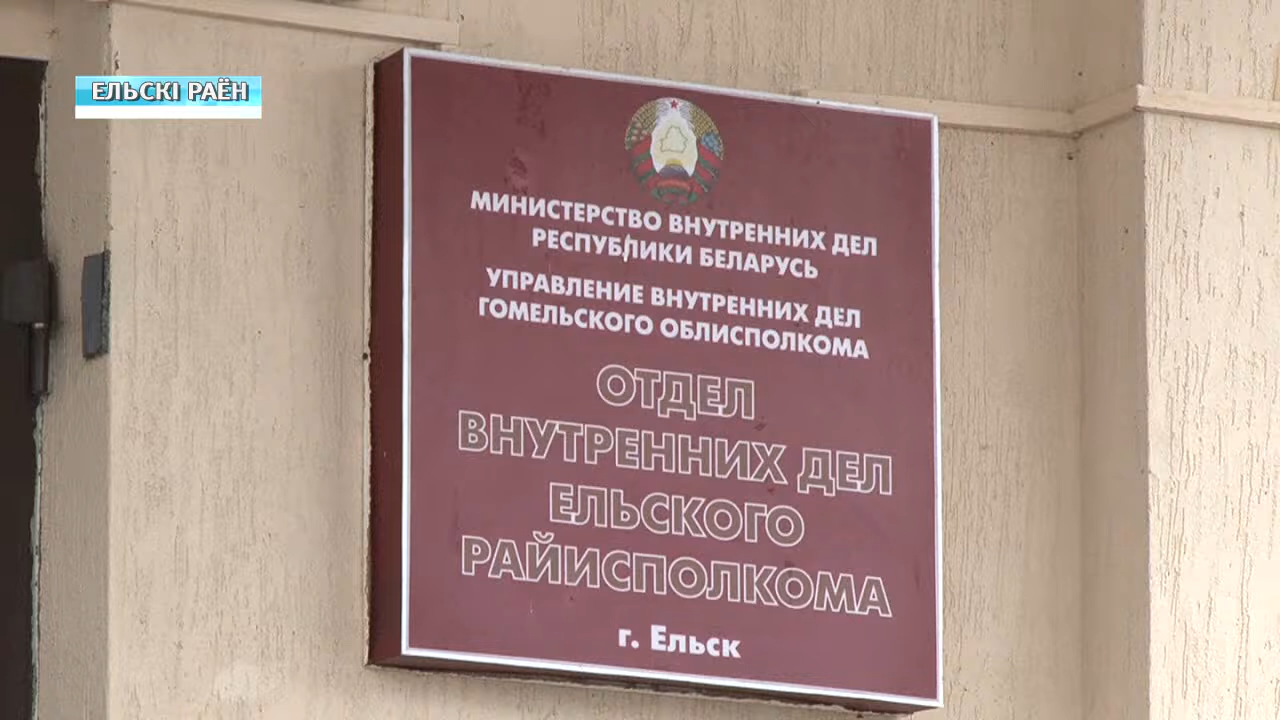 ЕЛЬСКІ РАЁН
МИНИСТЕРСТВО ВНУТРЕННИХ ДЕЛ
РЕСПУБЛИКИ БЕЛАРУСЬ
УПРАВЛЕНИЕ ВНУТРЕННИХ ДЕЛ
ГОМЕЛЬСКОГО ОБЛИСПОЛКОМА
ОТДЕЛ
ВНУТРЕННИХ ДЕЛ
ЕЛЬСКОГО
РАЙИСПОЛКОМА
г. Ельск